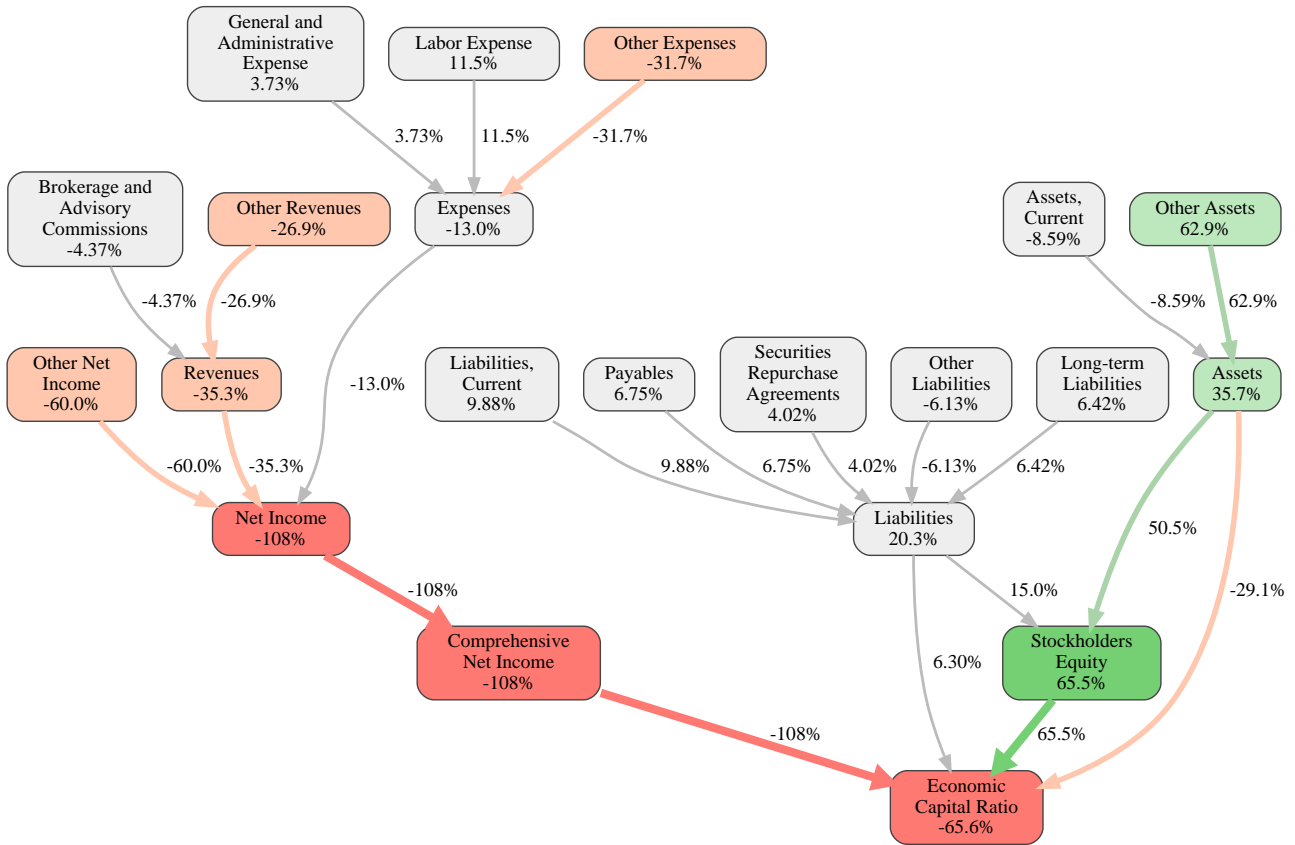 General and
Administrative
Expense
3.73%
Labor Expense
11.5%
Other Expenses
-31.7%
3.73%
11.5%
-31.7%
Brokerage and
Advisory
Commissions
-4.37%
Other Revenues
-26.9%
Expenses
-13.0%
Assets,
Current
-8.59%
Other Assets
62.9%
-4.37%
-26.9%
-8.59%
62.9%
Other Net
Income
-60.0%
Revenues
-35.3%
-13.0%
Liabilities,
Current
9.88%
Payables
6.75%
Securities
Repurchase
Agreements
4.02%
Other
Liabilities
-6.13%
Long-term
Liabilities
6.42%
Assets
35.7%
-60.0%
-35.3%
9.88%
6.75%
4.02%
-6.13%
6.42%
Net Income
-108%
Liabilities
20.3%
50.5%
-108%
15.0%
-29.1%
Comprehensive
Net Income
-108%
6.30%
Stockholders
Equity
65.5%
-108%
65.5%
Economic
Capital Ratio
-65.6%